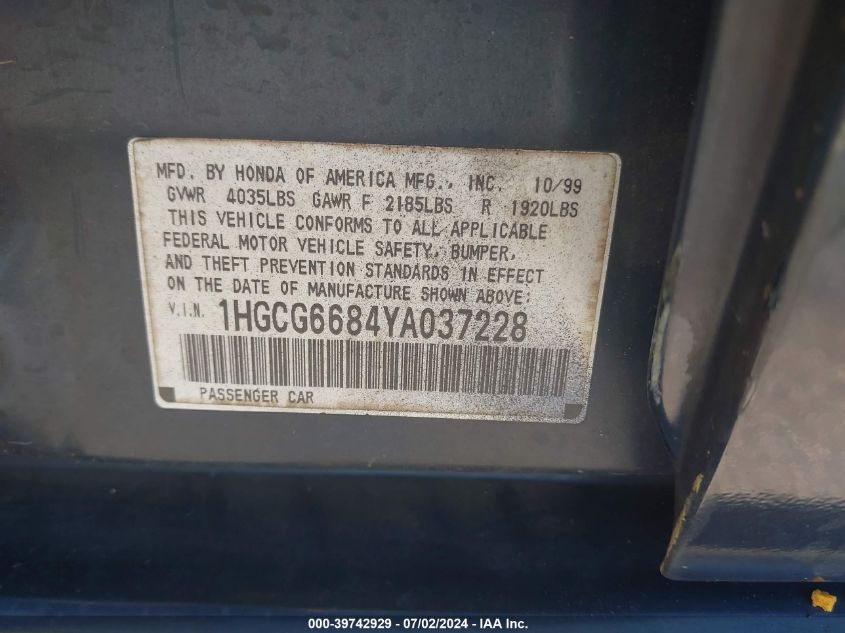 MFD. BY HONDA OF AMERICA MFG., INC. 10/99
GVWR 4035LBS GAWR F 2185LBS R 1920LBS
THIS VEHICLE CONFORMS TO ALL APPLICABLE
FEDERAL MOTOR VEHICLE SAFETY, BUMPER,
AND THEFT PREVENTION STANDARDS IN EFFECT
ON THE DATE OF MANUFACTURE SHOWN ABOVE:
V.I.N. 1HGCG6684YA037228
PASSENGER CAR
000-39742929 - 07/02/2024 - IAA Inc.